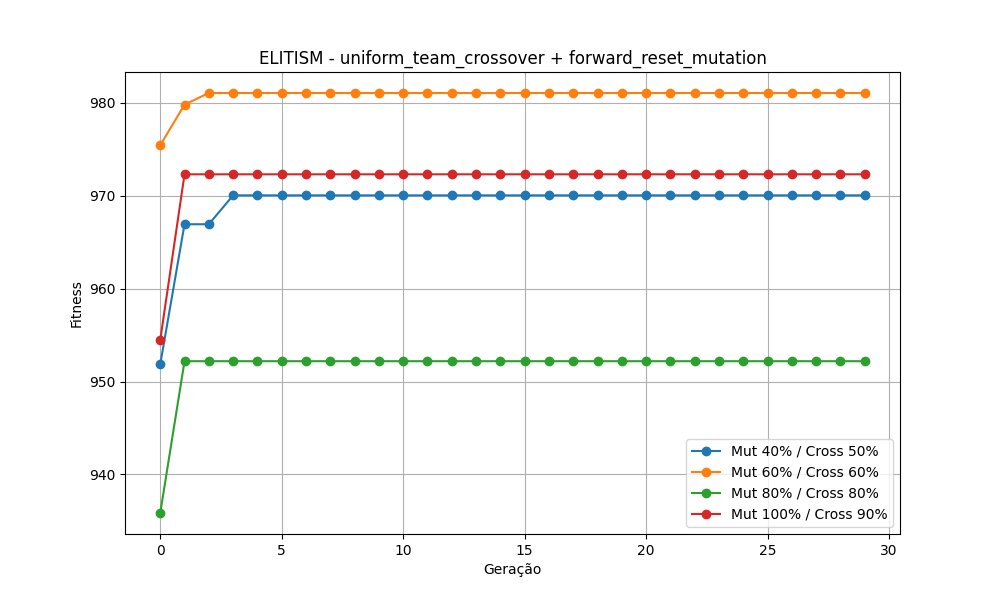 ELITISM - uniform_team_crossover + forward_reset_mutation
Fitness
980
970
960
950
940
0 5 10 15 20 25 30
Geração
Mut 40% / Cross 50%
Mut 60% / Cross 60%
Mut 80% / Cross 80%
Mut 100% / Cross 90%